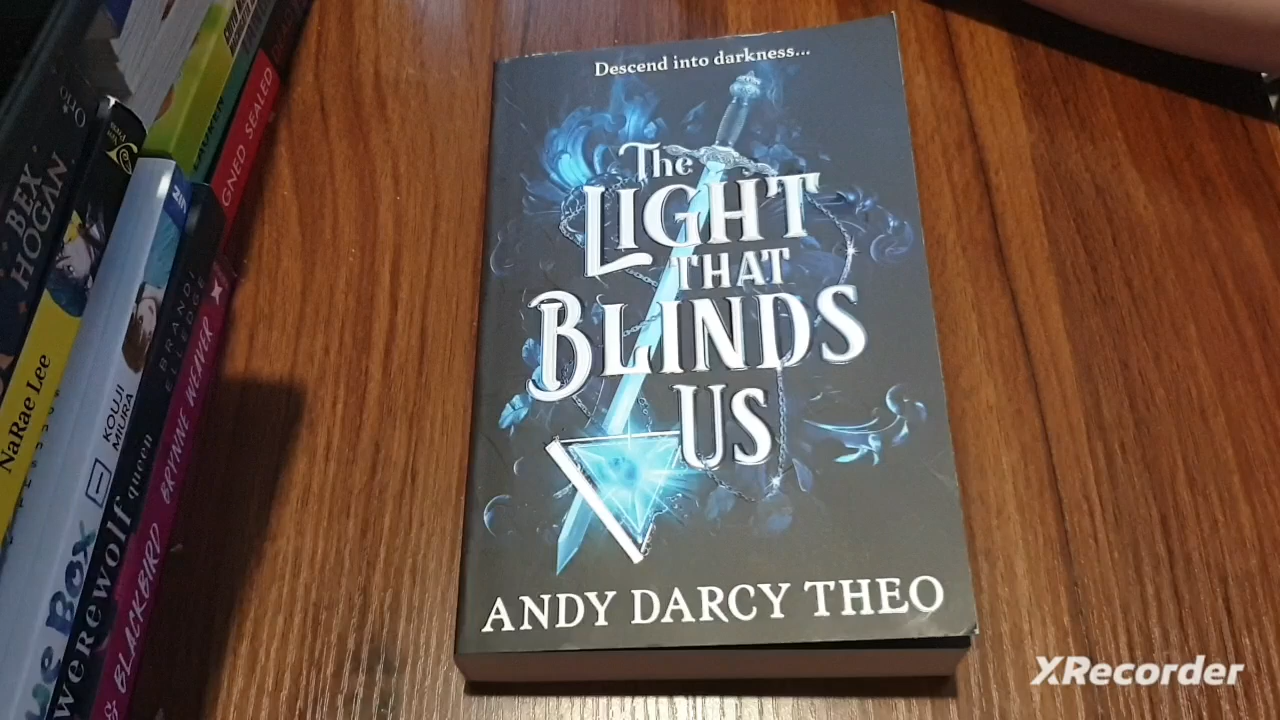 Descend into darkness...
The
LIGHT
THAT
BLINDS
US
ANDY DARCY THEO
BEX
HOGAN
NaRae Lee
KOUJI
MIURA
BRANDI
werewolf queen
BLACKBIRD BRYNNE WEAVER
GNED SEALED
XRecorder